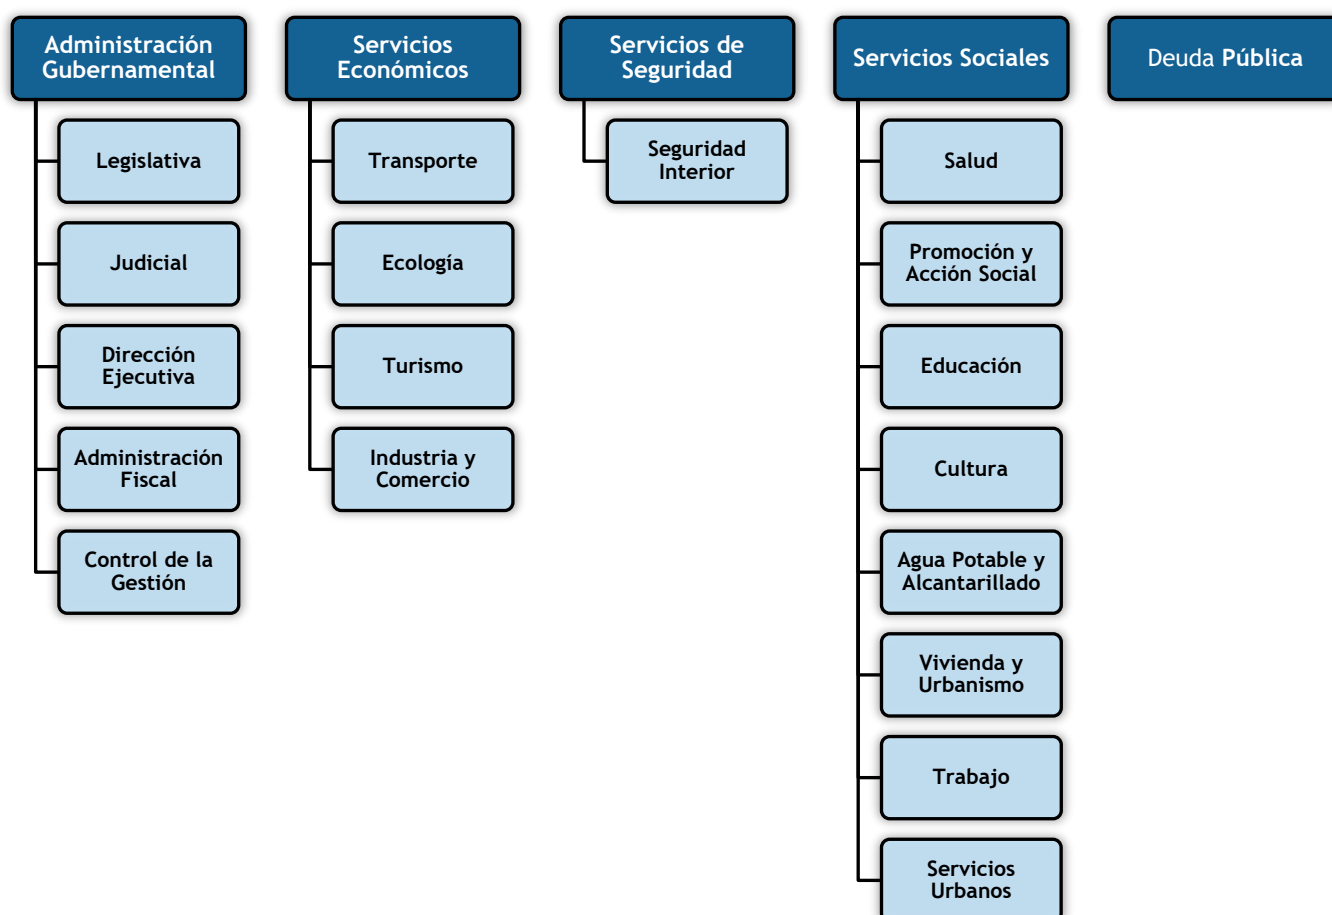 Administración
Gubernamental
Legislativa
Judicial
Dirección
Ejecutiva
Administración
Fiscal
Control de la
Gestión
Servicios
Económicos
Transporte
Ecología
Turismo
Industria y
Comercio
Servicios de
Seguridad
Seguridad
Interior
Servicios Sociales
Salud
Promoción y
Acción Social
Educación
Cultura
Agua Potable y
Alcantarillado
Vivienda y
Urbanismo
Trabajo
Servicios
Urbanos
Deuda Pública